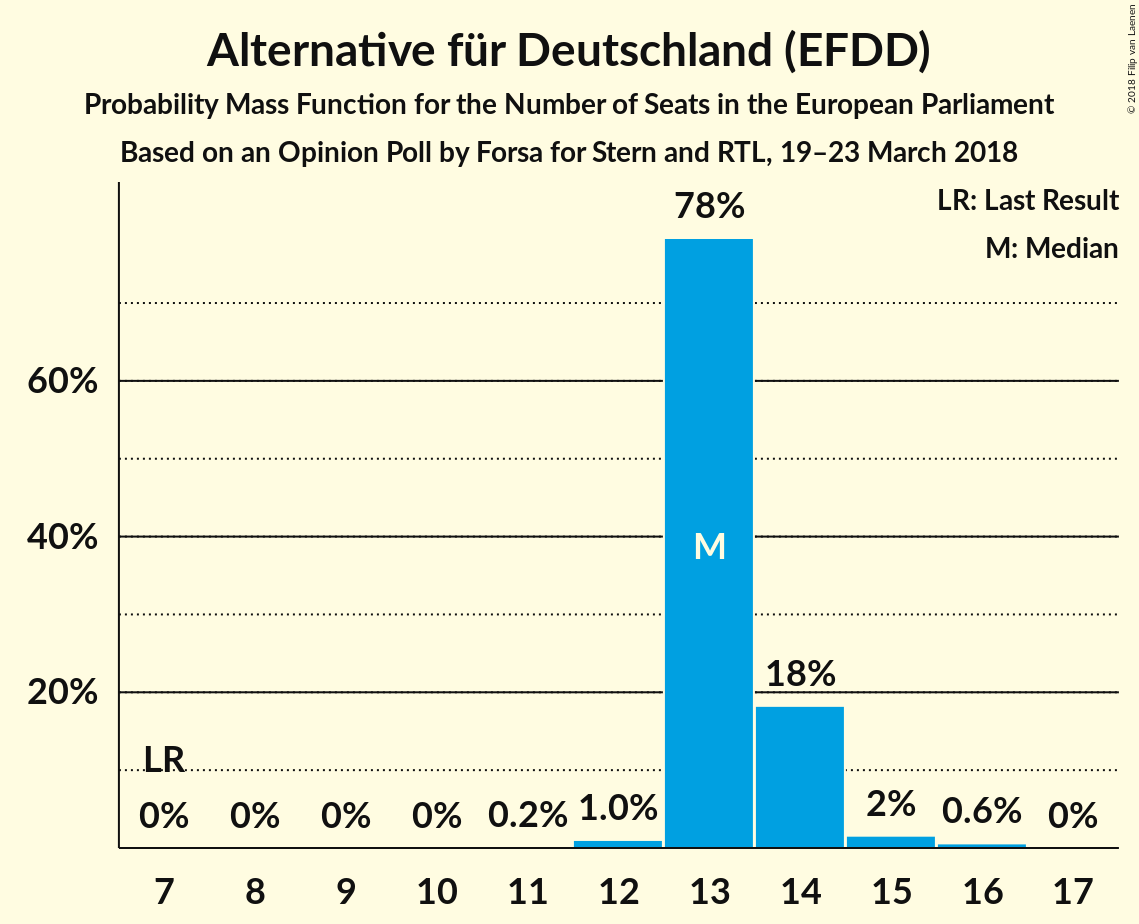 Alternative für Deutschland (EFDD)
Probability Mass Function for the Number of Seats in the European Parliament
Based on an Opinion Poll by Forsa for Stern and RTL, 19–23 March 2018
© 2018 Filip van Laenen
LR: Last Result
M: Median
78%
60%
40%
20%
M
18%
LR
0% 0% 0% 0% 0.2% 1.0% 2% 0.6% 0%
7 8 9 10 11 12 13 14 15 16 17